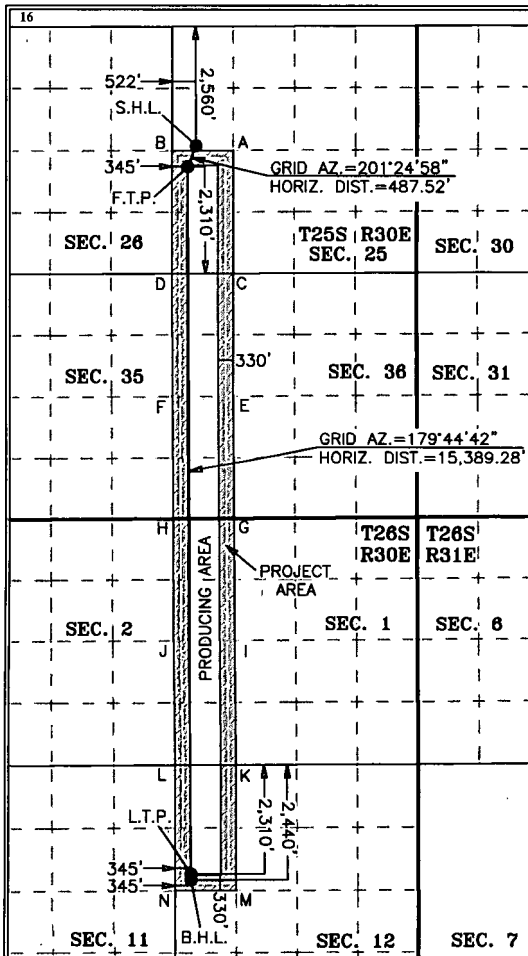 16
522'
2,560'
S.H.L.
B
A
345'
GRID AZ.=201°24'58"
HORIZ. DIST.=487.52'
F.T.P.
2,310'
SEC. 26
T25S R30E
SEC. 25
SEC. 30
D
C
330'
SEC. 35
SEC. 36
SEC. 31
F
E
GRID AZ.=179°44'42"
HORIZ. DIST.=15,389.28'
H
G
T26S
R30E
T26S
R31E
PROJECT
AREA
PRODUCING AREA
SEC. 2
SEC. 1
SEC. 6
J
I
L
K
L.T.P.
2,310'
2,440'
345'
345'
N
M
330'
B.H.L.
SEC. 11
SEC. 12
SEC. 7